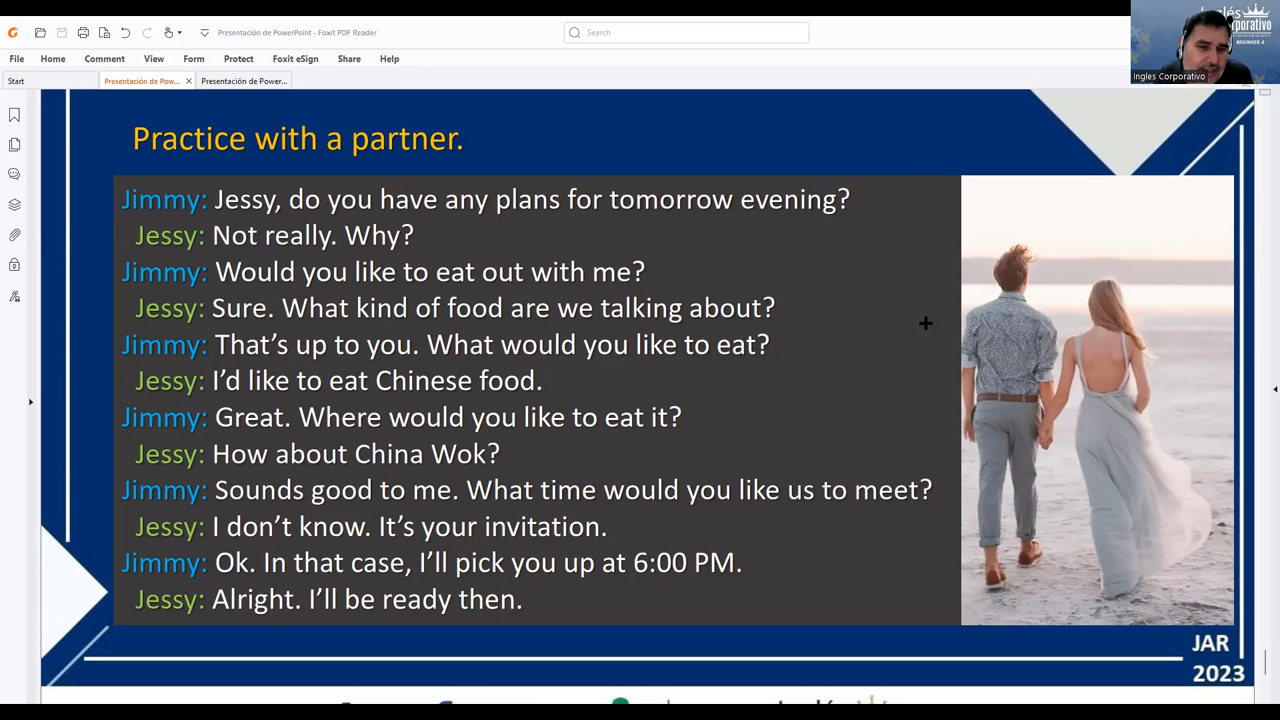 Presentación de PowerPoint - Foxit PDF Reader
Search
File Home Comment View Form Protect Foxit eSign Share Help
Start
Presentación de Pow...
Presentación de Power...
Inglés
BEGINNER 4
Ingles Corporativo
Practice with a partner.
Jimmy: Jessy, do you have any plans for tomorrow evening?
Jessy: Not really. Why?
Jimmy: Would you like to eat out with me?
Jessy: Sure. What kind of food are we talking about?
Jimmy: That's up to you. What would you like to eat?
Jessy: I'd like to eat Chinese food.
Jimmy: Great. Where would you like to eat it?
Jessy: How about China Wok?
Jimmy: Sounds good to me. What time would you like us to meet?
Jessy: I don't know. It's your invitation.
Jimmy: Ok. In that case, I'll pick you up at 6:00 PM.
Jessy: Alright. I'll be ready then.
JAR
2023